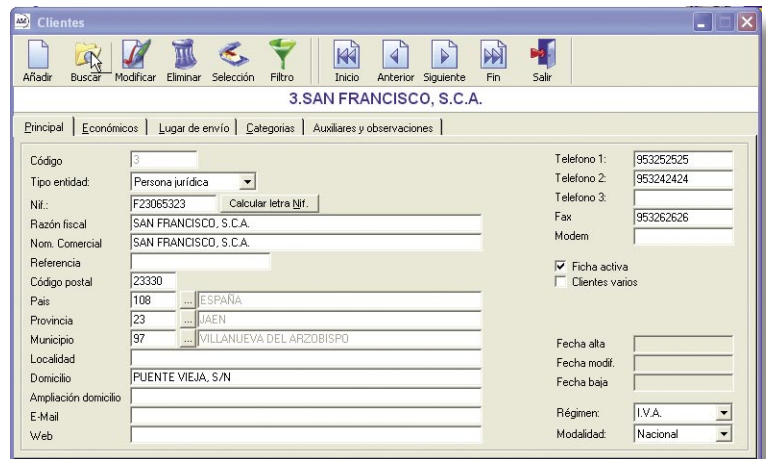 Clientes
Añadir Buscar Modificar Eliminar Selección Filtro Inicio Anterior Siguiente Fin Salir
3.SAN FRANCISCO, S.C.A.
Principal Económicos Lugar de envío Categorias Auxiliares y observaciones
Código 3
Tipo entidad: Persona jurídica
Nif.: F23065323 Calcular letra Nif.
Razón fiscal SAN FRANCISCO, S.C.A.
Nom. Comercial SAN FRANCISCO, S.C.A.
Referencia
Código postal 23330
Pais 108 ... ESPAÑA
Provincia 23 ... JAEN
Municipio 97 ... VILLANUEVA DEL ARZOBISPO
Localidad
Domicilio PUENTE VIEJA, S/N
Ampliación domicilio
E-Mail
Web
Telefono 1: 953252525
Telefono 2: 953242424
Telefono 3:
Fax 953262626
Modem
Ficha activa
Clientes varios
Fecha alta
Fecha modif.
Fecha baja
Régimen: I.V.A.
Modalidad: Nacional